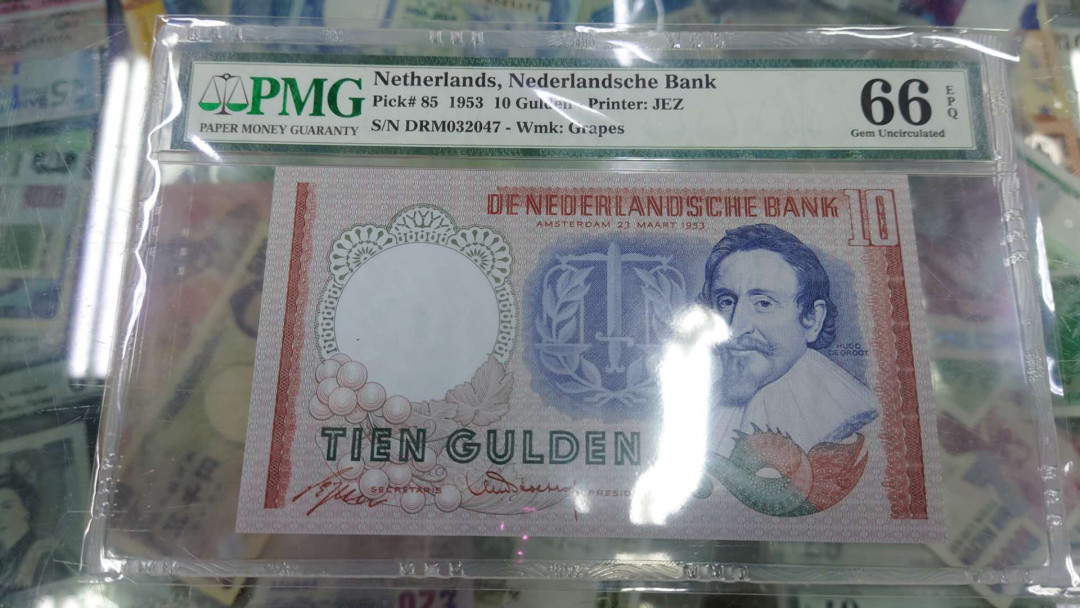 PMG
PAPER MONEY GUARANTY
Netherlands, Nederlandsche Bank
Pick# 85 1953 10 Gulden - Printer: JEZ
S/N DRM032047 - Wmk: Grapes
66
EPQ
Gem Uncirculated
DE NEDERLANDSCHE BANK
10
AMSTERDAM 23 MAART 1953
HUGO
DE GROOT
TIEN GULDEN
SECRETARIS